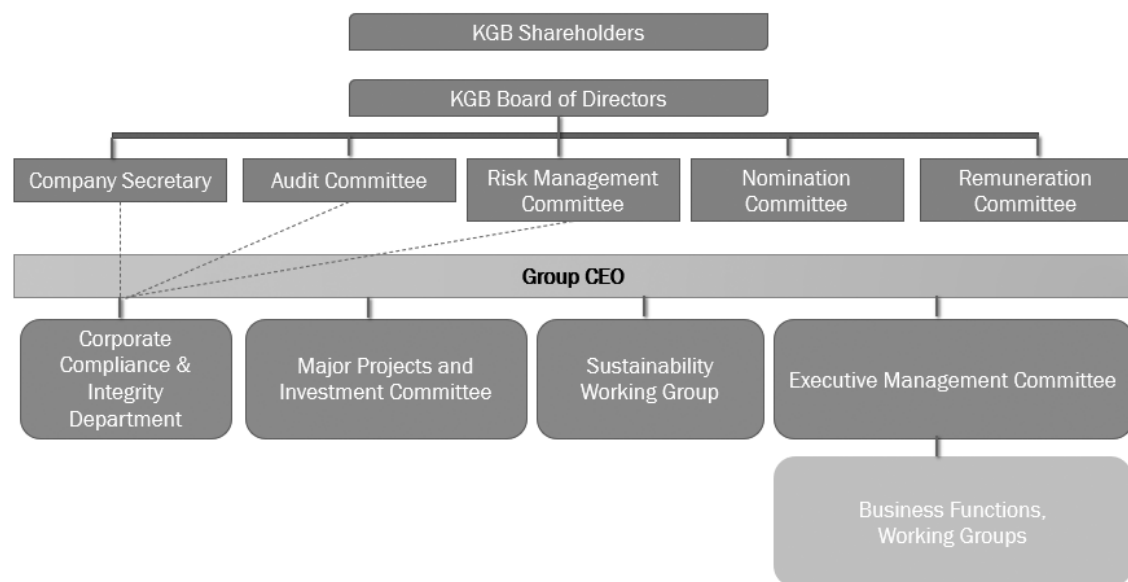 KGB Shareholders
KGB Board of Directors
Company Secretary
Audit Committee
Risk Management
Committee
Nomination
Committee
Remuneration
Committee
Group CEO
Corporate
Compliance &
Integrity
Department
Major Projects and
Investment Committee
Sustainability
Working Group
Executive Management Committee
Business Functions,
Working Groups